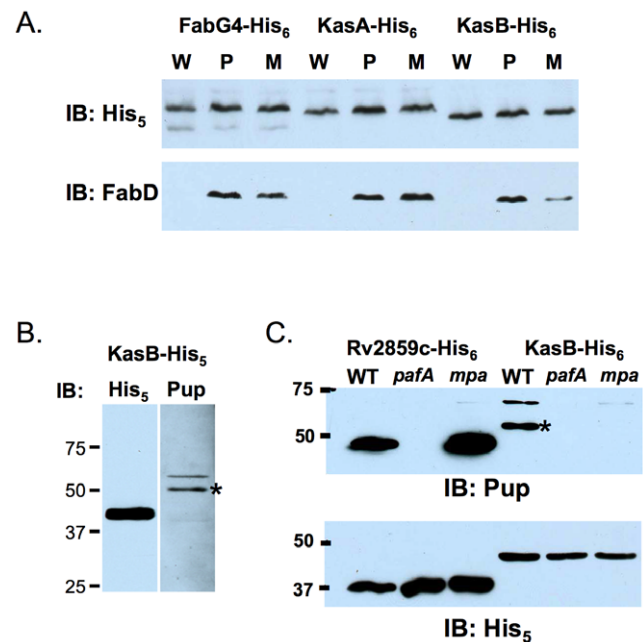 A.
FabG4-His6 KasA-His6 KasB-His6
W P M W P M W P M
IB: His5
IB: FabD
B.
KasB-His5
IB: His5 Pup
75
50
*
37
25
C.
Rv2859c-His6 KasB-His6
WT pafA mpa WT pafA mpa
75
50
*
IB: Pup
50
37
IB: His5